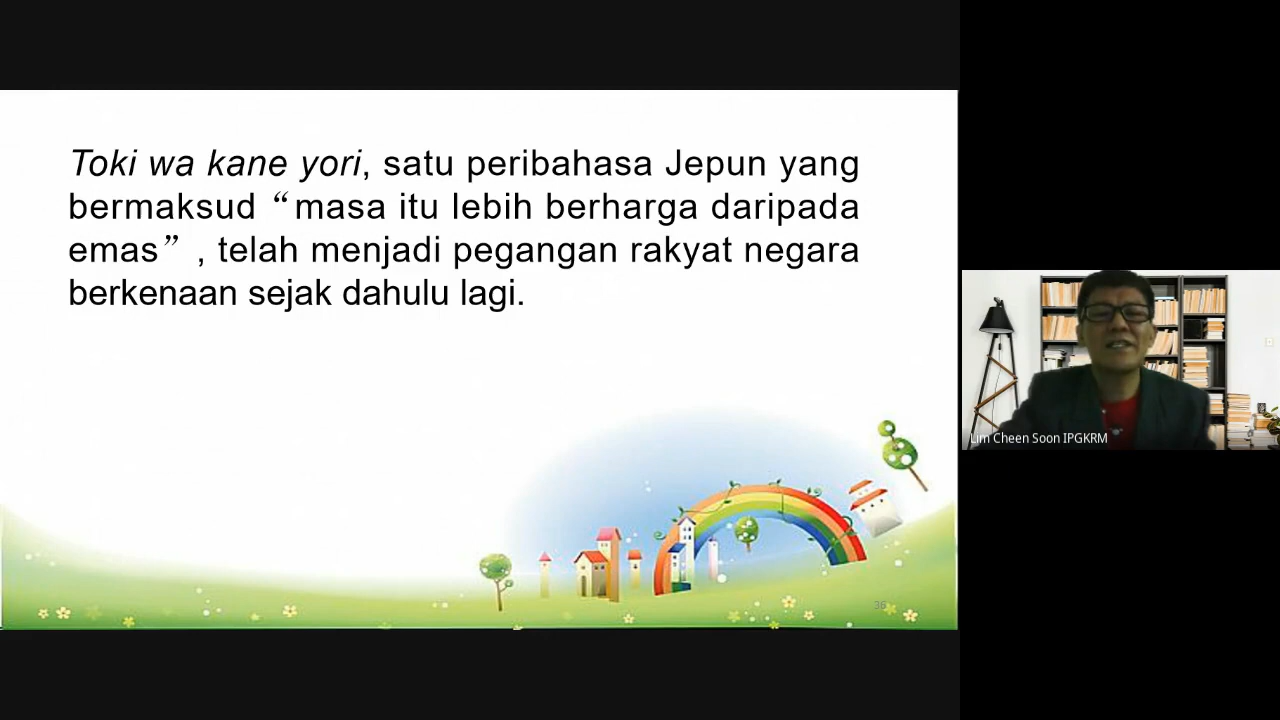 Toki wa kane yori, satu peribahasa Jepun yang
bermaksud “masa itu lebih berharga daripada
emas” , telah menjadi pegangan rakyat negara
berkenaan sejak dahulu lagi.
36
Lim Cheen Soon IPGKRM